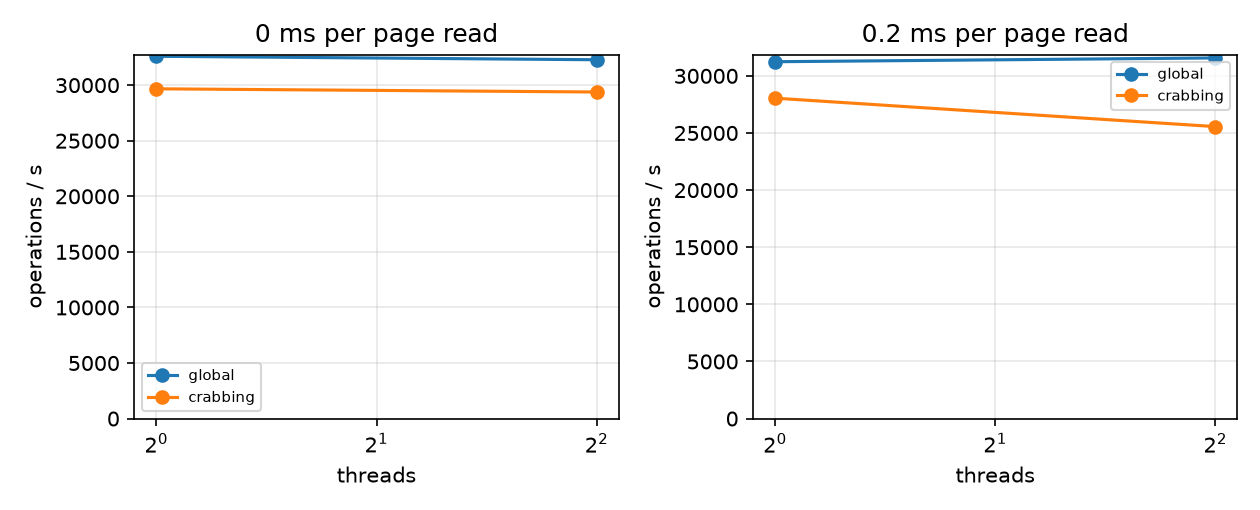 0 ms per page read
operations / s
30000
25000
20000
15000
10000
5000
0
global
crabbing
2^0
2^1
2^2
threads
0.2 ms per page read
operations / s
30000
25000
20000
15000
10000
5000
0
global
crabbing
2^0
2^1
2^2
threads